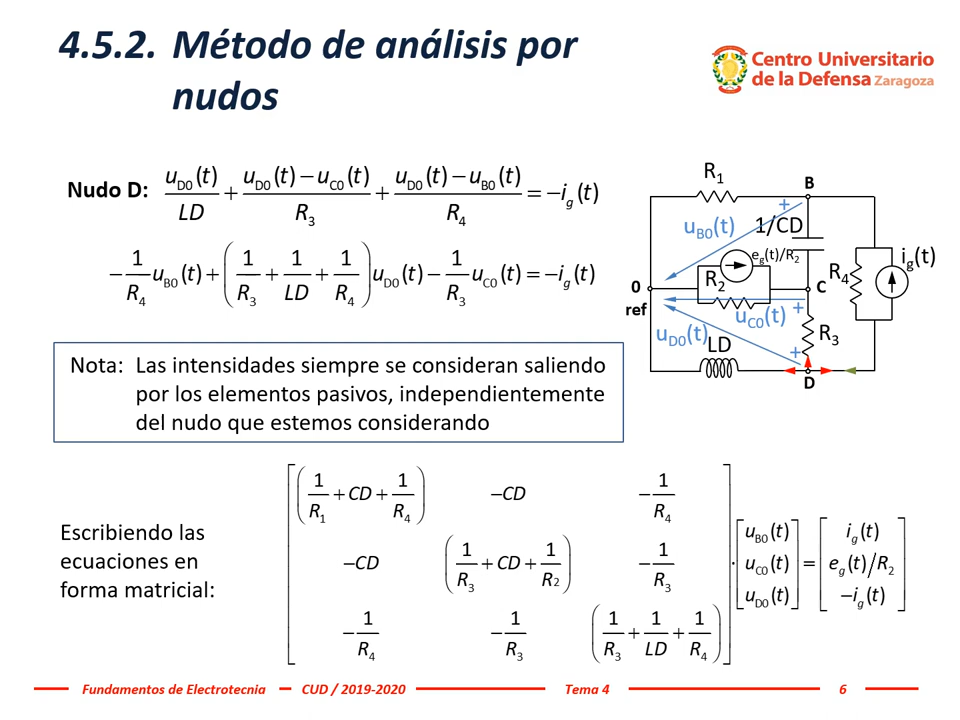 4.5.2. Método de análisis por
nudos
Centro Universitario
de la Defensa Zaragoza
Nudo D: u_D0(t)/LD + (u_D0(t) − u_C0(t))/R_3 + (u_D0(t) − u_B0(t))/R_4 = −i_g(t)
−1/R_4 u_B0(t) + (1/R_3 + 1/LD + 1/R_4) u_D0(t) − 1/R_3 u_C0(t) = −i_g(t)
R_1
B
+
u_B0(t)
1/CD
e_g(t)/R_2
i_g(t)
R_4
R_2
0
ref
C
+
u_C0(t)
R_3
u_D0(t)
LD
+
D
Nota: Las intensidades siempre se consideran saliendo
por los elementos pasivos, independientemente
del nudo que estemos considerando
Escribiendo las
ecuaciones en
forma matricial:
[(1/R_1 + CD + 1/R_4) −CD −1/R_4
−CD (1/R_3 + CD + 1/R_2) −1/R_3
−1/R_4 −1/R_3 (1/R_3 + 1/LD + 1/R_4)]
· [u_B0(t) u_C0(t) u_D0(t)] = [i_g(t) e_g(t)/R_2 −i_g(t)]
Fundamentos de Electrotecnia — CUD / 2019-2020 Tema 4 6